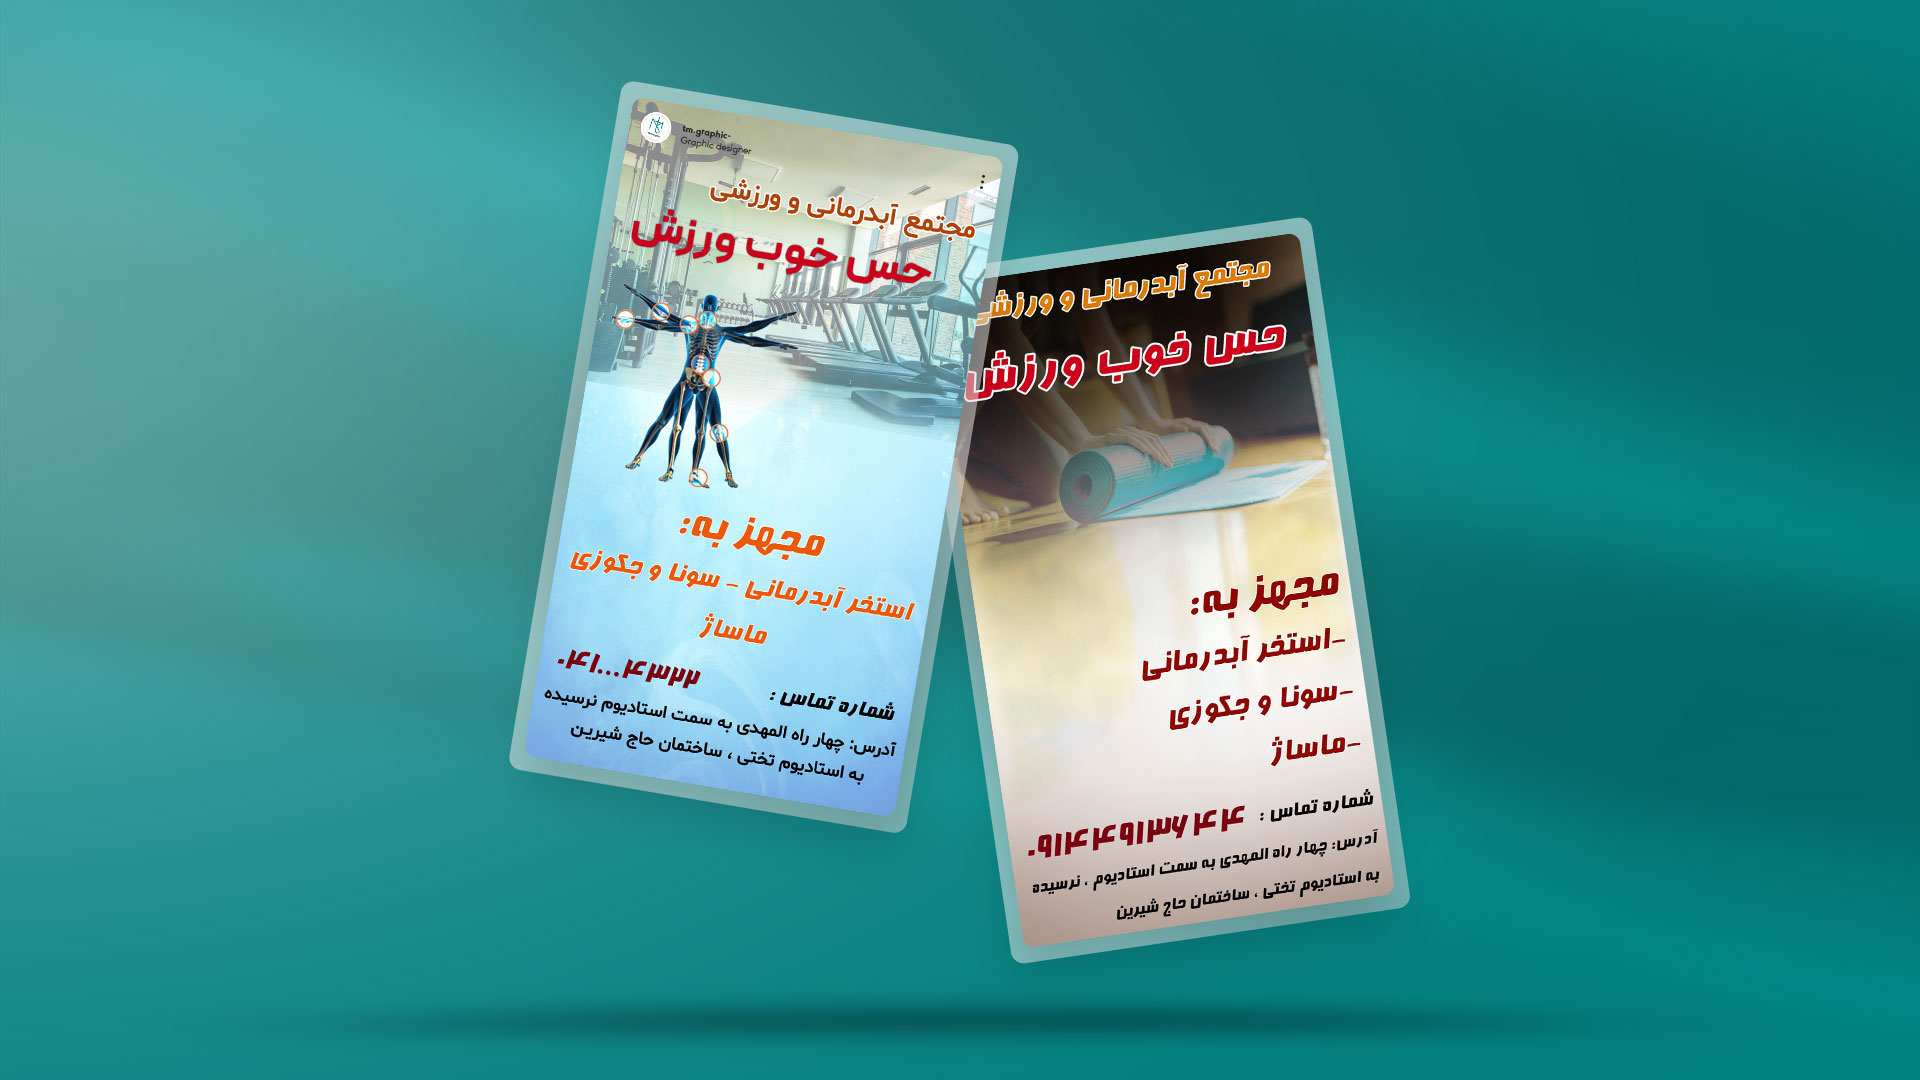 tm.graphic-
Graphic designer
مجتمع آبدرمانی و ورزشی
حس خوب ورزش
مجهز به:
استخر آبدرمانی - سونا و جکوزی
ماساژ
شماره تماس : ۰۴۱...۴۳۲۲
آدرس: چهار راه المهدی به سمت استادیوم نرسیده
به استادیوم تختی ، ساختمان حاج شیرین
مجتمع آبدرمانی و ورزشی
حس خوب ورزش
مجهز به:
-استخر آبدرمانی
-سونا و جکوزی
-ماساژ
شماره تماس : ۰۹۱۴۴۹۱۳۶۴۴
آدرس: چهار راه المهدی به سمت استادیوم ، نرسیده
به استادیوم تختی ، ساختمان حاج شیرین